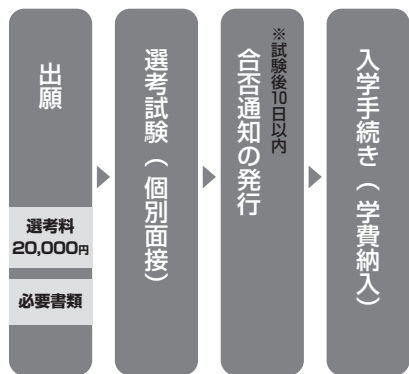 出願
選考料
20,000円
必要書類
選考試験（個別面接）
合否通知の発行
※試験後10日以内
入学手続き（学費納入）